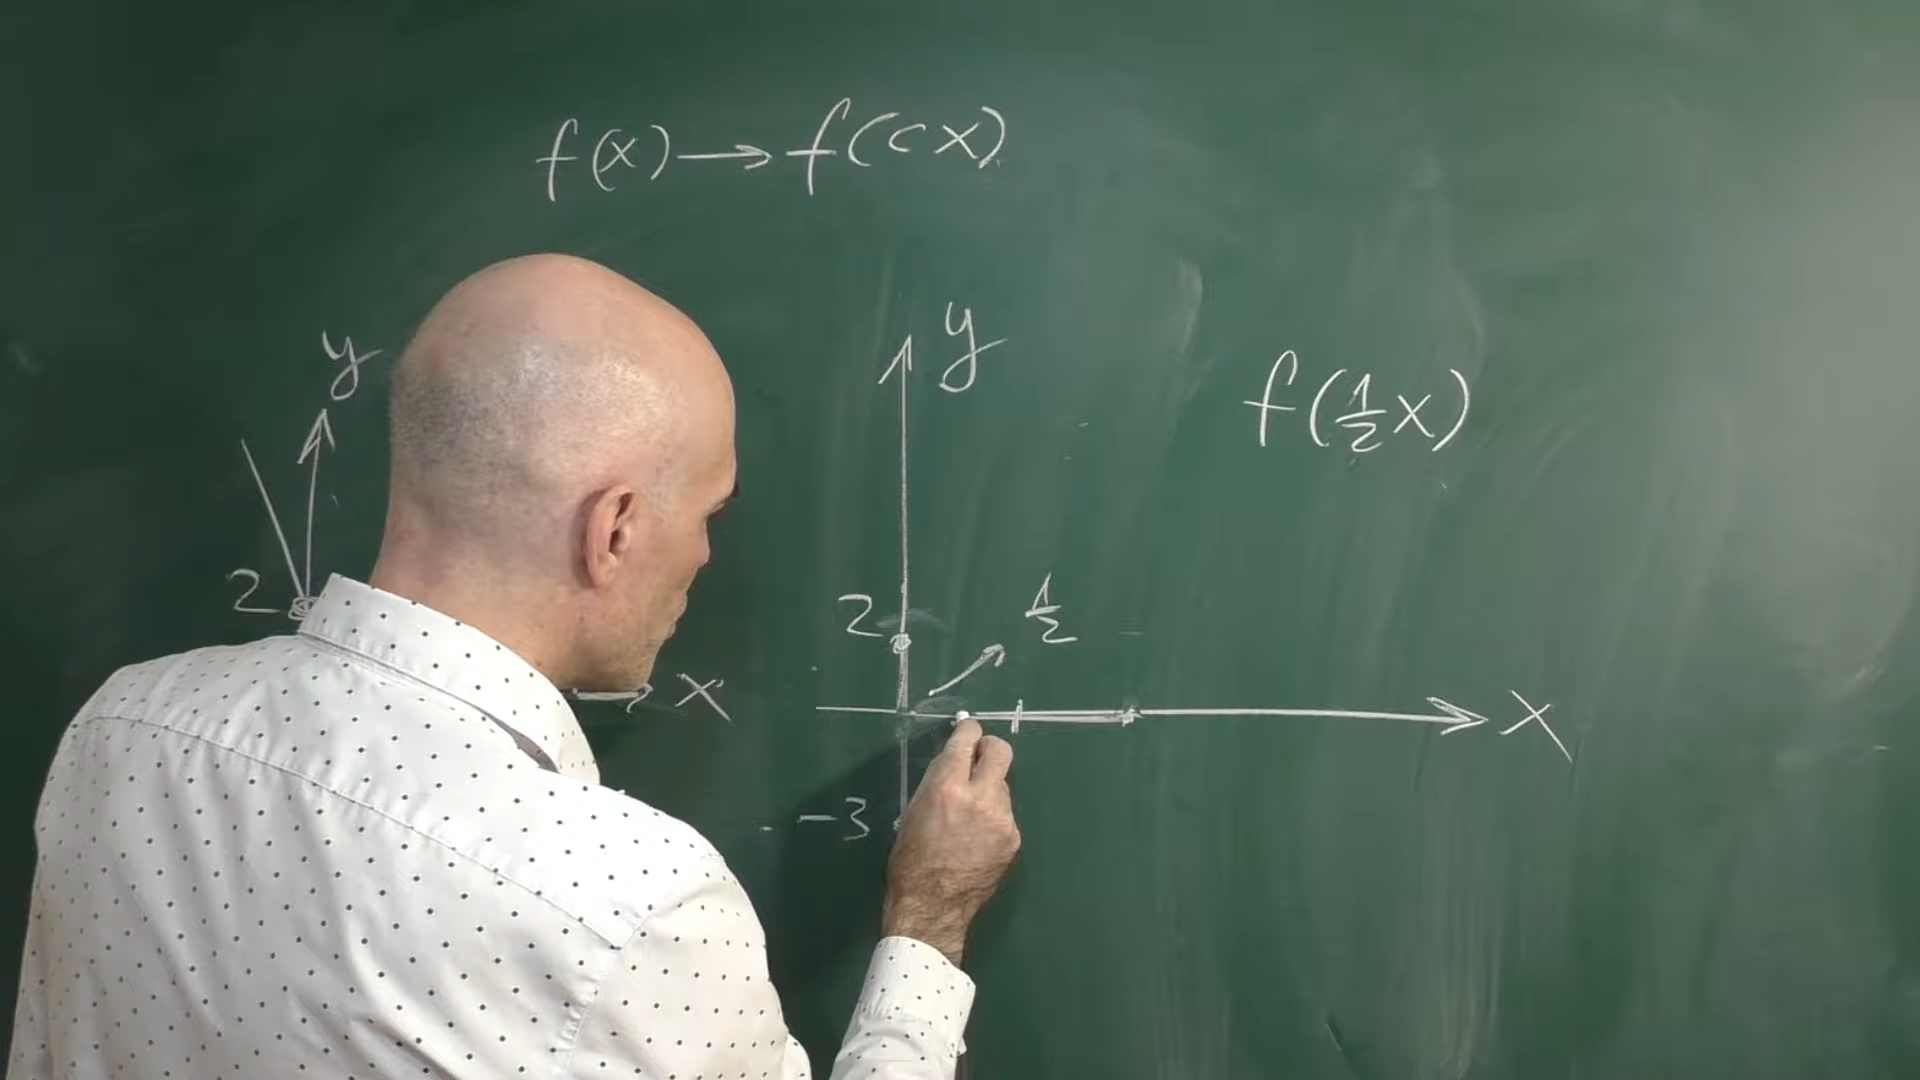 f(x) → f(cx)
y
y
f(½x)
2
2
½
x
x
-3